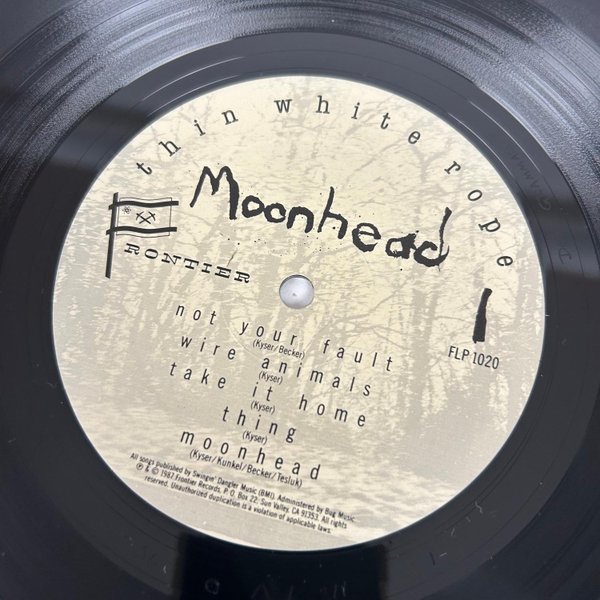 thin white rope
Moonhead
FRONTIER
1
FLP 1020
not your fault
(Kyser/Becker)
wire animals
(Kyser)
take it home
(Kyser)
thing
(Kyser)
moonhead
(Kyser/Kunkel/Becker/Tesluk)
All songs published by Swingin' Dangler Music (BMI). Administered by Bug Music.
℗ & © 1987 Frontier Records, P.O. Box 22, Sun Valley, CA 91353. All rights
reserved. Unauthorized duplication is a violation of applicable laws.